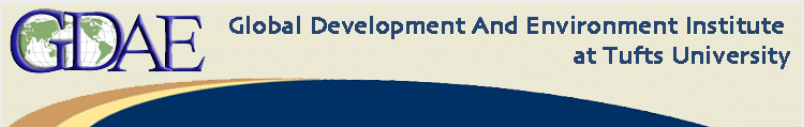 GDAE
Global Development And Environment Institute
at Tufts University